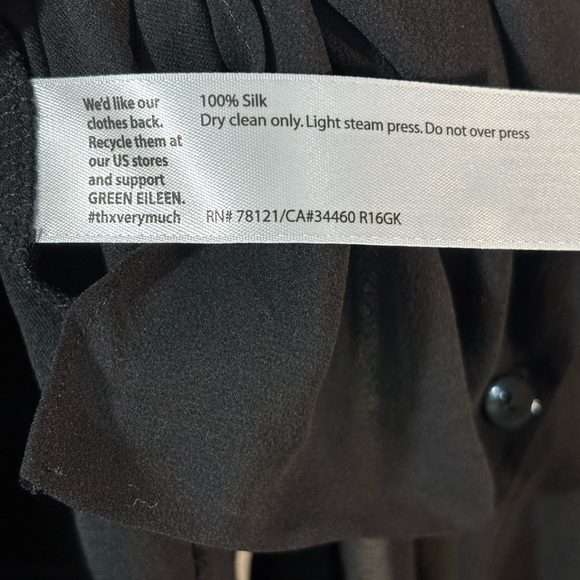 We'd like our
clothes back.
Recycle them at
our US stores
and support
GREEN EILEEN.
#thxverymuch
100% Silk
Dry clean only. Light steam press. Do not over press
RN# 78121/CA#34460 R16GK